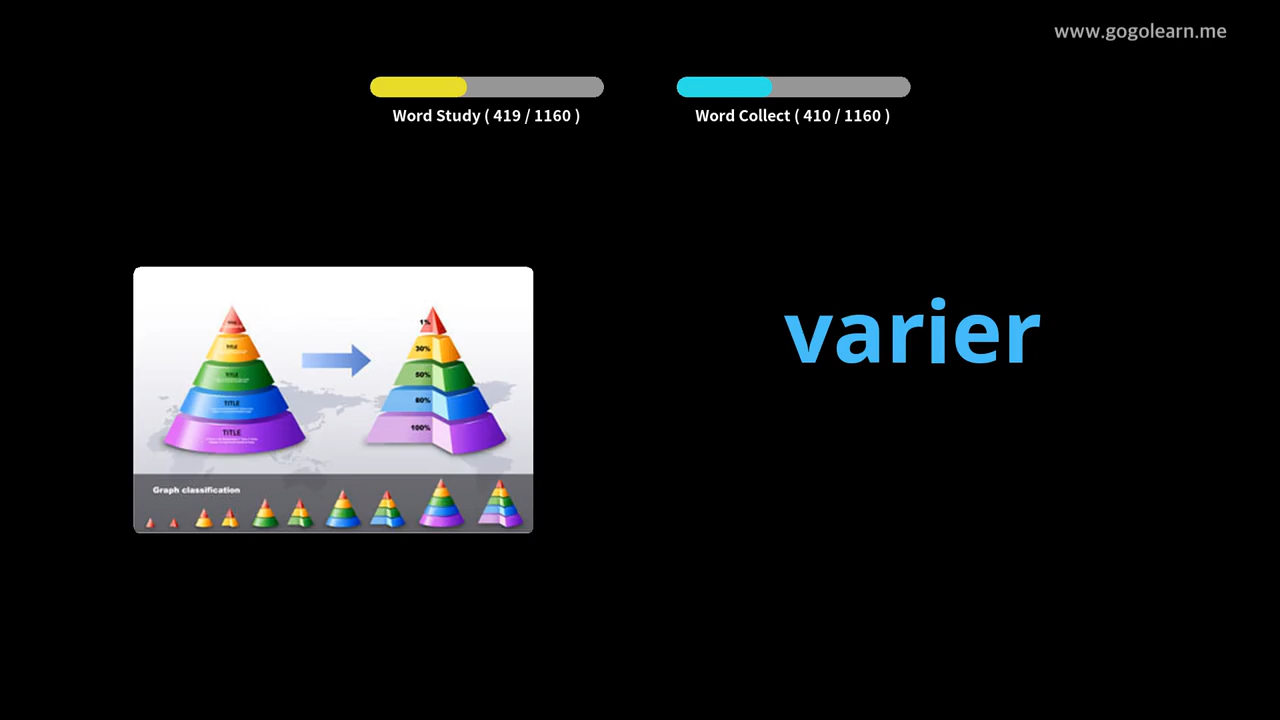 www.gogolearn.me
Word Study ( 419 / 1160 )
Word Collect ( 410 / 1160 )
varier
TITLE
TITLE
TITLE
TITLE
1%
30%
50%
80%
100%
Graph classification